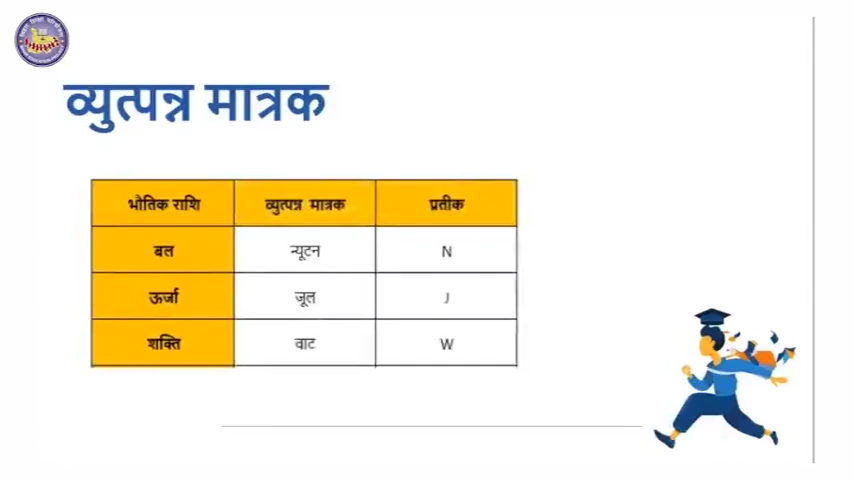 व्युत्पन्न मात्रक
भौतिक राशि व्युत्पन्न मात्रक प्रतीक
बल न्यूटन N
ऊर्जा जूल J
शक्ति वाट W